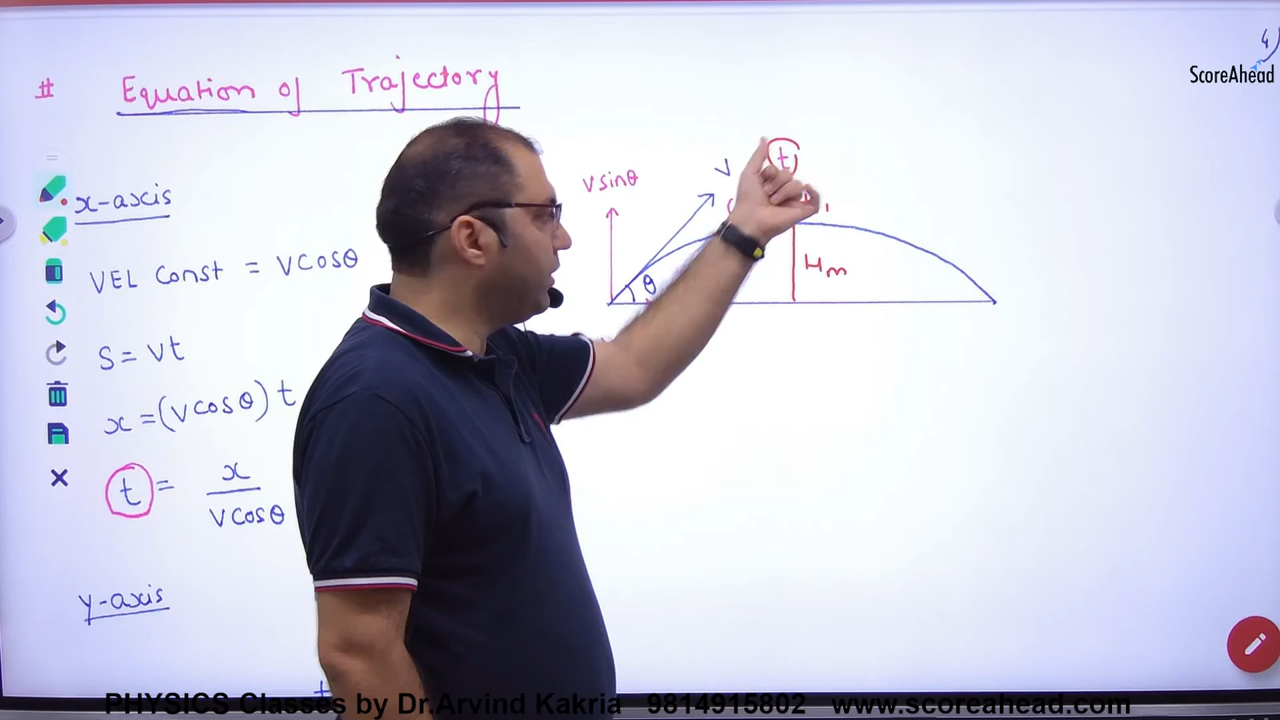 # Equation of Trajectory
4)
ScoreAhead
x-axis
VEL Const = VCosθ
S = Vt
x = (VCosθ) t
t = x / VCosθ
y-axis
Vsinθ
V
t
θ
Hm
PHYSICS Classes by Dr.Arvind Kakria 9814915802 www.scoreahead.com